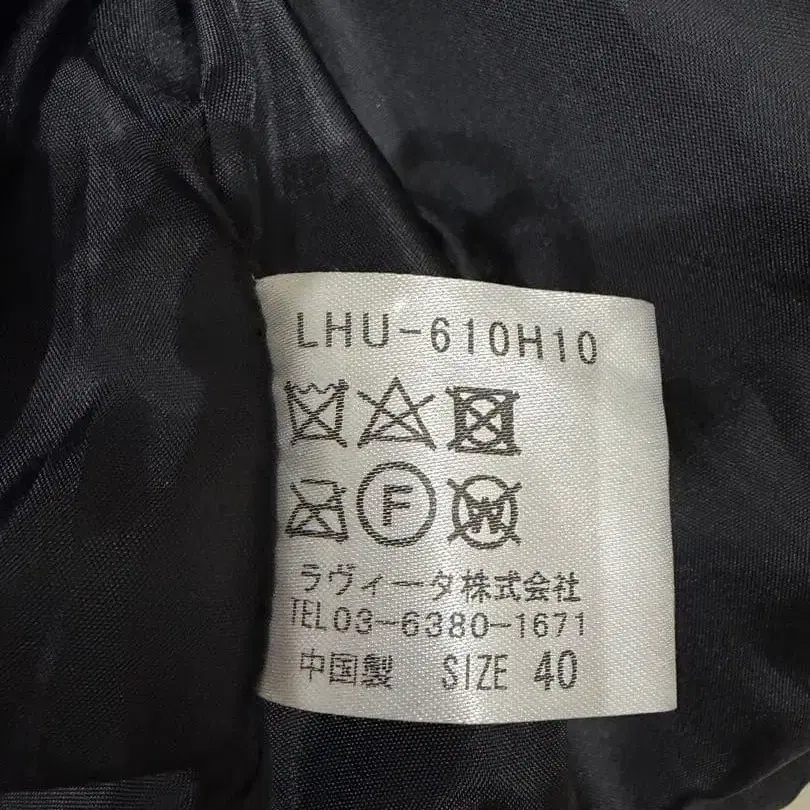 LHU-610H10
F W
ラヴィータ株式会社
TEL03-6380-1671
中国製 SIZE 40